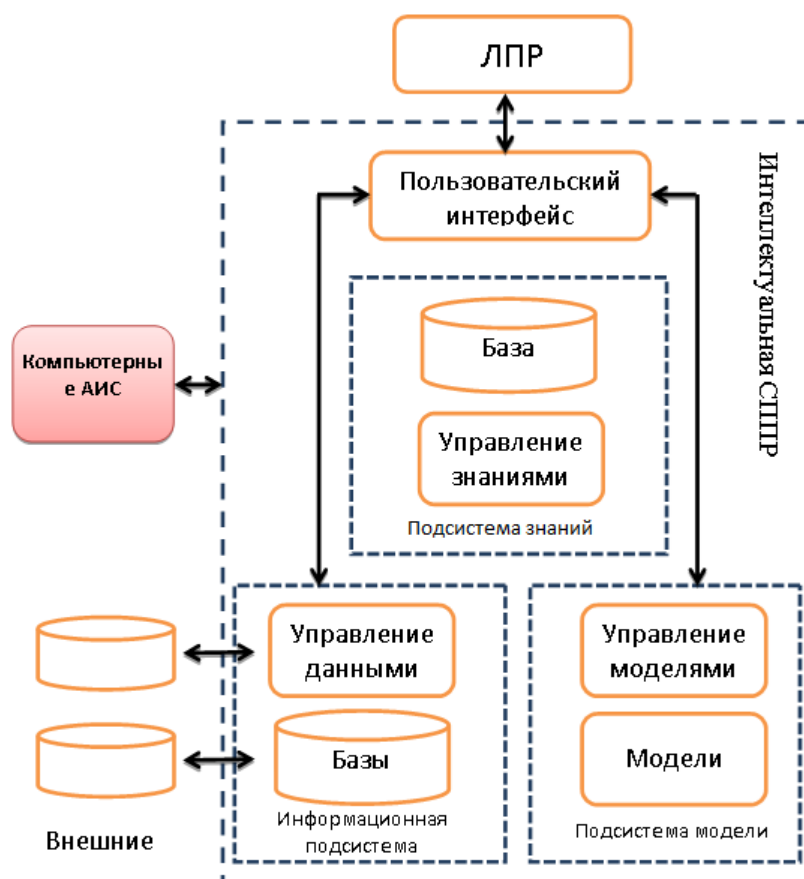 ЛПР
Пользовательский
интерфейс
Интеллектуальная СППР
База
Компьютерны
е АИС
Управление
знаниями
Подсистема знаний
Управление
данными
Управление
моделями
Базы
Модели
Внешние
Информационная
подсистема
Подсистема модели